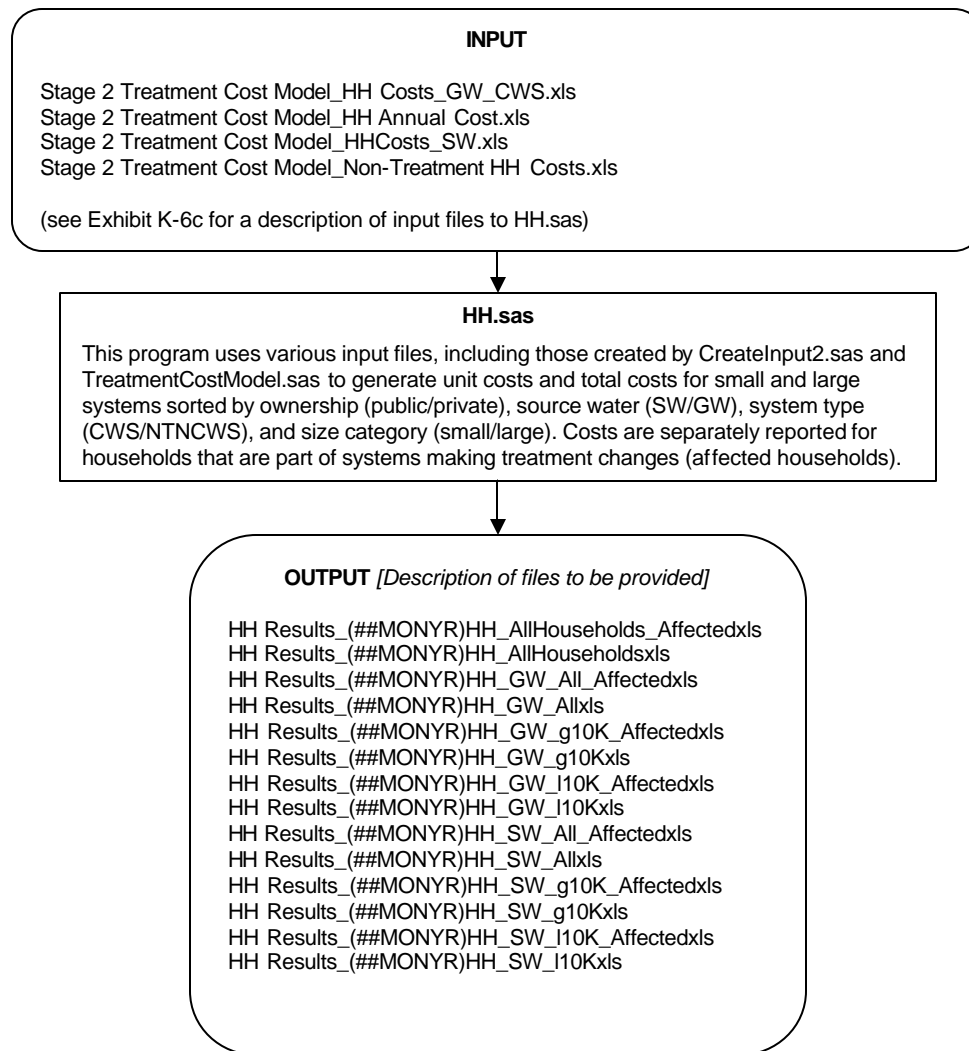 INPUT
Stage 2 Treatment Cost Model_HH Costs_GW_CWS.xls
Stage 2 Treatment Cost Model_HH Annual Cost.xls
Stage 2 Treatment Cost Model_HHCosts_SW.xls
Stage 2 Treatment Cost Model_Non-Treatment HH Costs.xls
(see Exhibit K-6c for a description of input files to HH.sas)
HH.sas
This program uses various input files, including those created by CreateInput2.sas and
TreatmentCostModel.sas to generate unit costs and total costs for small and large
systems sorted by ownership (public/private), source water (SW/GW), system type
(CWS/NTNCWS), and size category (small/large). Costs are separately reported for
households that are part of systems making treatment changes (affected households).
OUTPUT [Description of files to be provided]
HH Results_(##MONYR)HH_AllHouseholds_Affectedxls
HH Results_(##MONYR)HH_AllHouseholdsxls
HH Results_(##MONYR)HH_GW_All_Affectedxls
HH Results_(##MONYR)HH_GW_Allxls
HH Results_(##MONYR)HH_GW_g10K_Affectedxls
HH Results_(##MONYR)HH_GW_g10Kxls
HH Results_(##MONYR)HH_GW_l10K_Affectedxls
HH Results_(##MONYR)HH_GW_l10Kxls
HH Results_(##MONYR)HH_SW_All_Affectedxls
HH Results_(##MONYR)HH_SW_Allxls
HH Results_(##MONYR)HH_SW_g10K_Affectedxls
HH Results_(##MONYR)HH_SW_g10Kxls
HH Results_(##MONYR)HH_SW_l10K_Affectedxls
HH Results_(##MONYR)HH_SW_l10Kxls